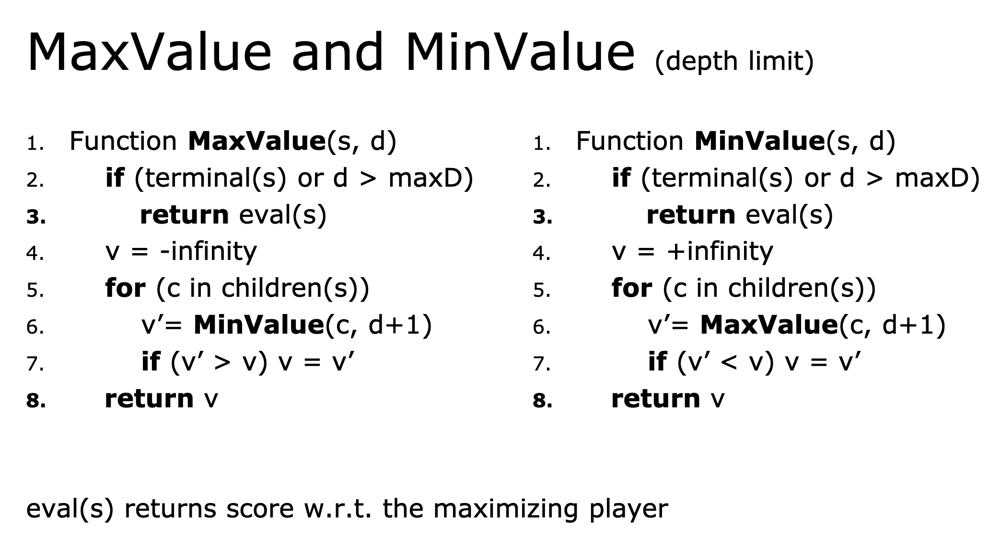 MaxValue and MinValue (depth limit)
1. Function MaxValue(s, d)
2. if (terminal(s) or d > maxD)
3. return eval(s)
4. v = -infinity
5. for (c in children(s))
6. v’= MinValue(c, d+1)
7. if (v’ > v) v = v’
8. return v
1. Function MinValue(s, d)
2. if (terminal(s) or d > maxD)
3. return eval(s)
4. v = +infinity
5. for (c in children(s))
6. v’= MaxValue(c, d+1)
7. if (v’ < v) v = v’
8. return v
eval(s) returns score w.r.t. the maximizing player